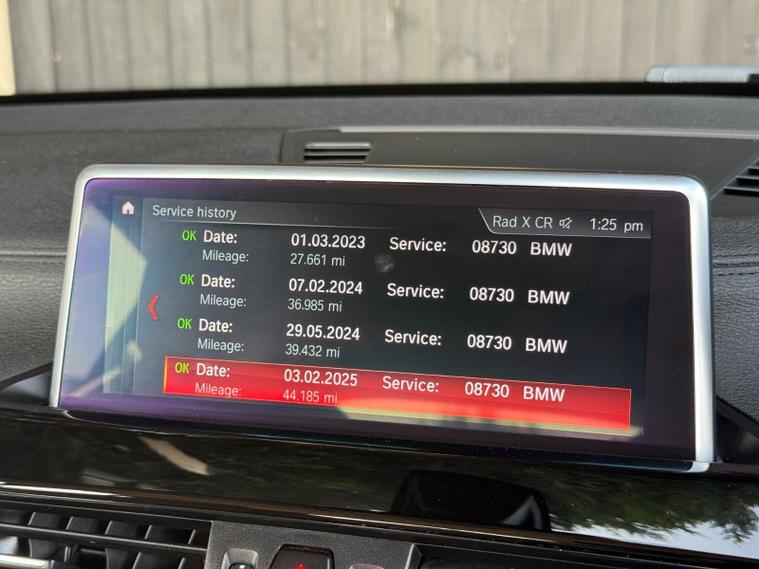 Service history
Rad X CR 1:25 pm
OK Date: 01.03.2023 Service: 08730 BMW
Mileage: 27.661 mi
OK Date: 07.02.2024 Service: 08730 BMW
Mileage: 36.985 mi
OK Date: 29.05.2024 Service: 08730 BMW
Mileage: 39.432 mi
OK Date: 03.02.2025 Service: 08730 BMW
Mileage: 44.185 mi